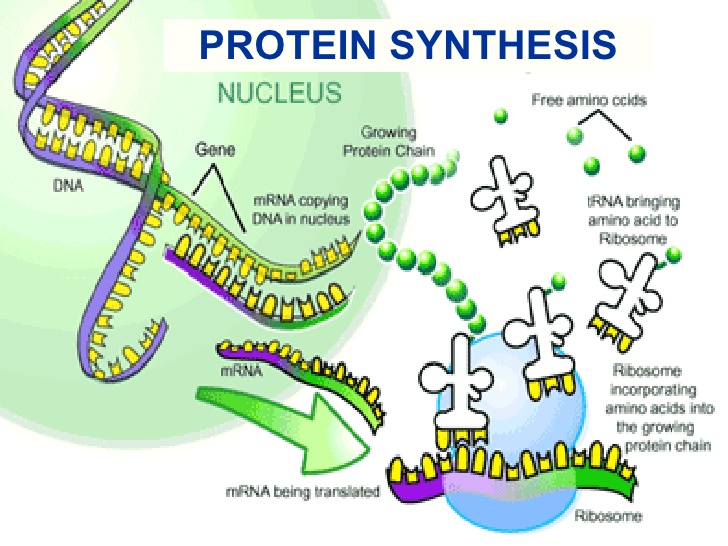 PROTEIN SYNTHESIS
NUCLEUS
Free amino ccids
Growing
Protein Chain
Gene
DNA
mRNA copying
DNA in nucleus
tRNA bringing
amino acid to
Ribosome
mRNA
Ribosome
incorporating
amino acids into
the growing
protein chain
mRNA being translated
Ribosome